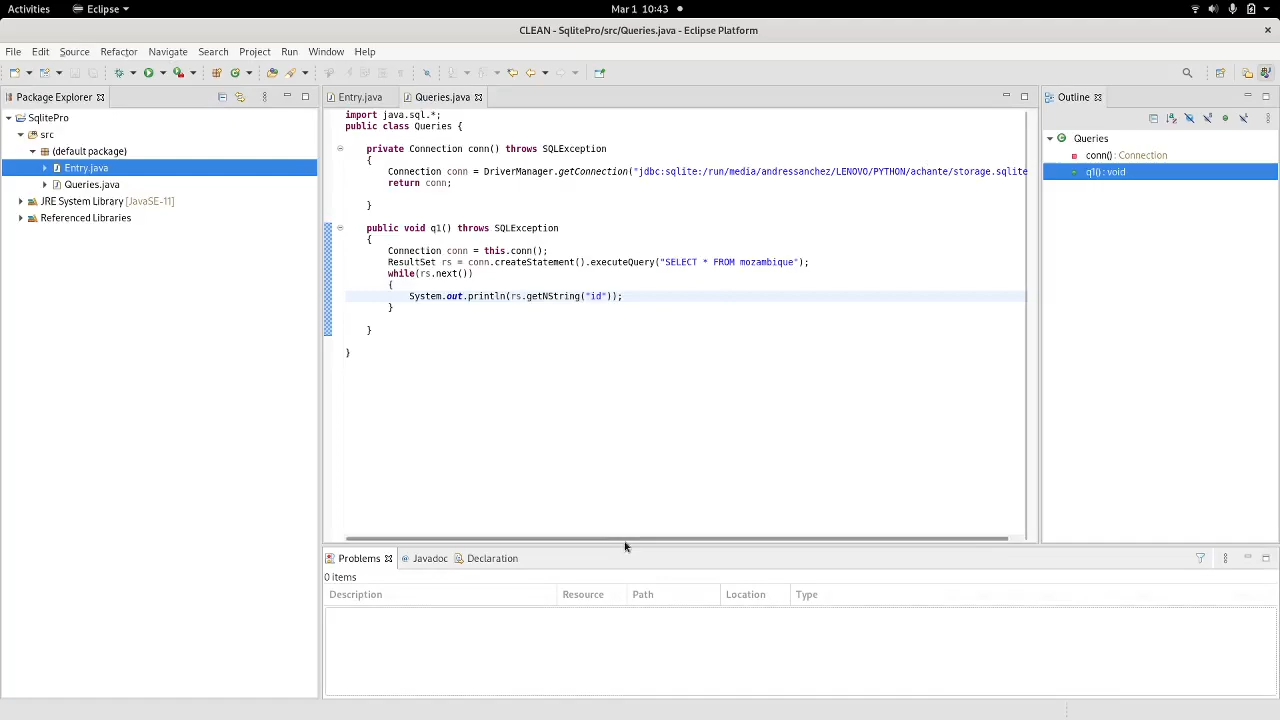 Activities
Eclipse
Mar 1 10:43
CLEAN - SqlitePro/src/Queries.java - Eclipse Platform
File Edit Source Refactor Navigate Search Project Run Window Help
Package Explorer
SqlitePro
src
(default package)
Entry.java
Queries.java
JRE System Library [JavaSE-11]
Referenced Libraries
Entry.java
Queries.java
import java.sql.*;
public class Queries {
private Connection conn() throws SQLException
{
Connection conn = DriverManager.getConnection("jdbc:sqlite:/run/media/andressanchez/LENOVO/PYTHON/achante/storage.sqlite
return conn;
}
public void q1() throws SQLException
{
Connection conn = this.conn();
ResultSet rs = conn.createStatement().executeQuery("SELECT * FROM mozambique");
while(rs.next())
{
System.out.println(rs.getNString("id"));
}
}
}
Outline
Queries
conn() : Connection
q1() : void
Problems
Javadoc
Declaration
0 items
Description Resource Path Location Type